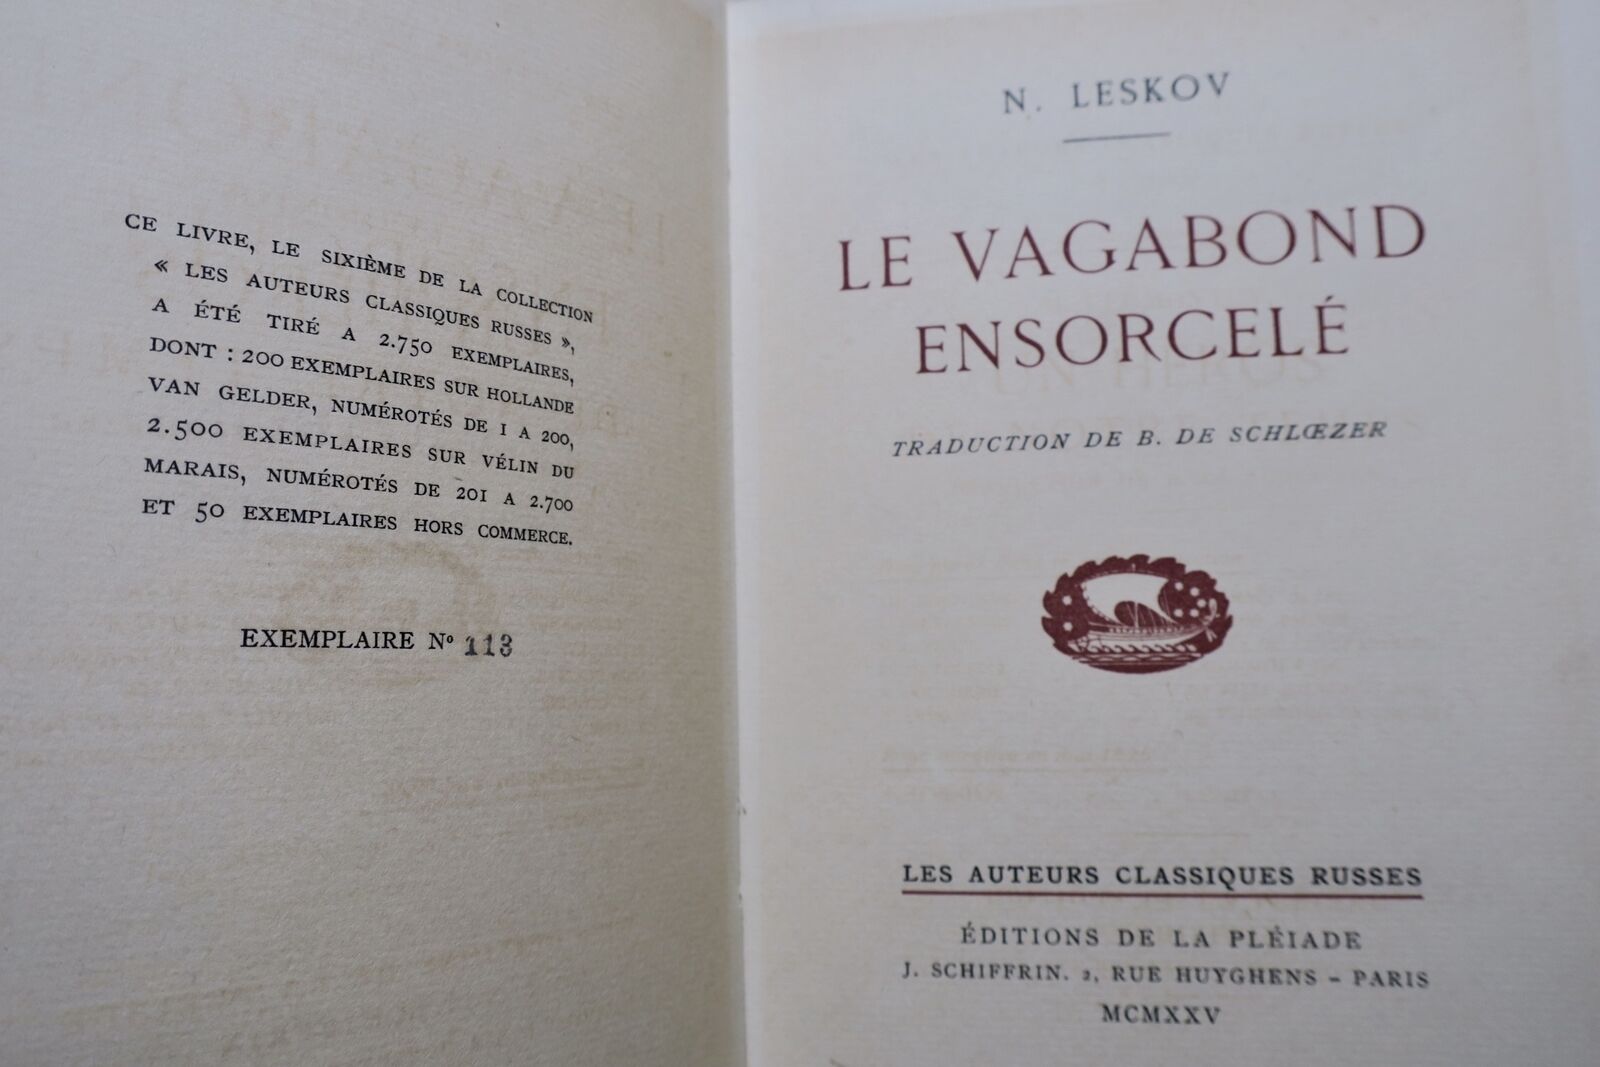 CE LIVRE, LE SIXIÈME DE LA COLLECTION
« LES AUTEURS CLASSIQUES RUSSES »,
A ÉTÉ TIRÉ A 2.750 EXEMPLAIRES,
DONT : 200 EXEMPLAIRES SUR HOLLANDE
VAN GELDER, NUMÉROTÉS DE 1 A 200,
2.500 EXEMPLAIRES SUR VÉLIN DU
MARAIS, NUMÉROTÉS DE 201 A 2.700
ET 50 EXEMPLAIRES HORS COMMERCE.
EXEMPLAIRE Nº 113
N. LESKOV
LE VAGABOND
ENSORCELÉ
TRADUCTION DE B. DE SCHLŒZER
LES AUTEURS CLASSIQUES RUSSES
ÉDITIONS DE LA PLÉIADE
J. SCHIFFRIN. 2, RUE HUYGHENS – PARIS
MCMXXV